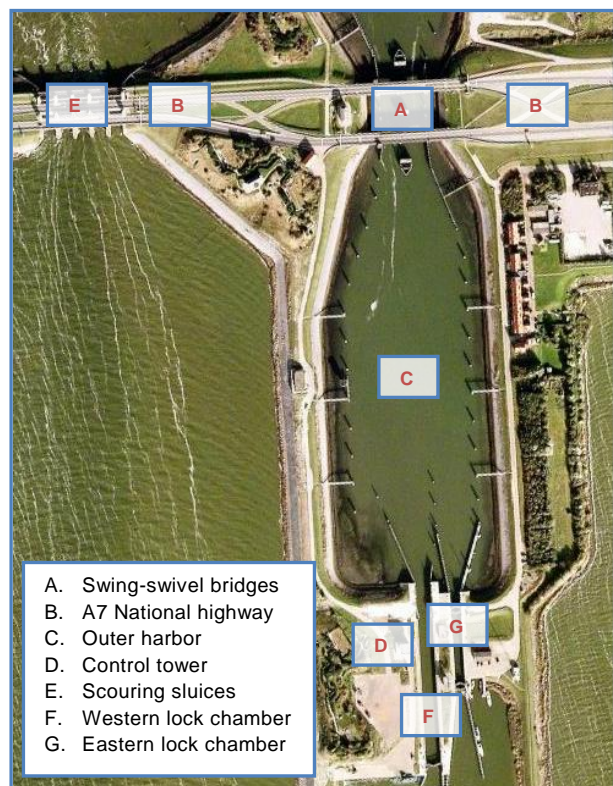 E
B
A
B
C
D
G
F
A. Swing-swivel bridges
B. A7 National highway
C. Outer harbor
D. Control tower
E. Scouring sluices
F. Western lock chamber
G. Eastern lock chamber